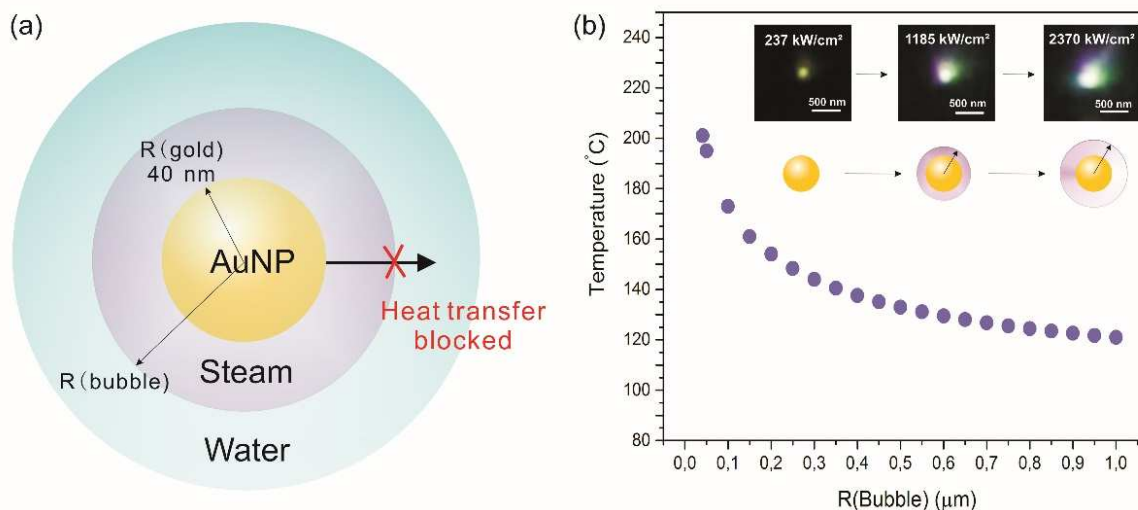 (a)
R(gold)
40 nm
AuNP
Heat transfer
blocked
R(bubble)
Steam
Water
(b)
237 kW/cm²
1185 kW/cm²
2370 kW/cm²
500 nm
500 nm
500 nm
Temperature (°C)
240
220
200
180
160
140
120
100
80
0,0 0,1 0,2 0,3 0,4 0,5 0,6 0,7 0,8 0,9 1,0
R(Bubble) (μm)